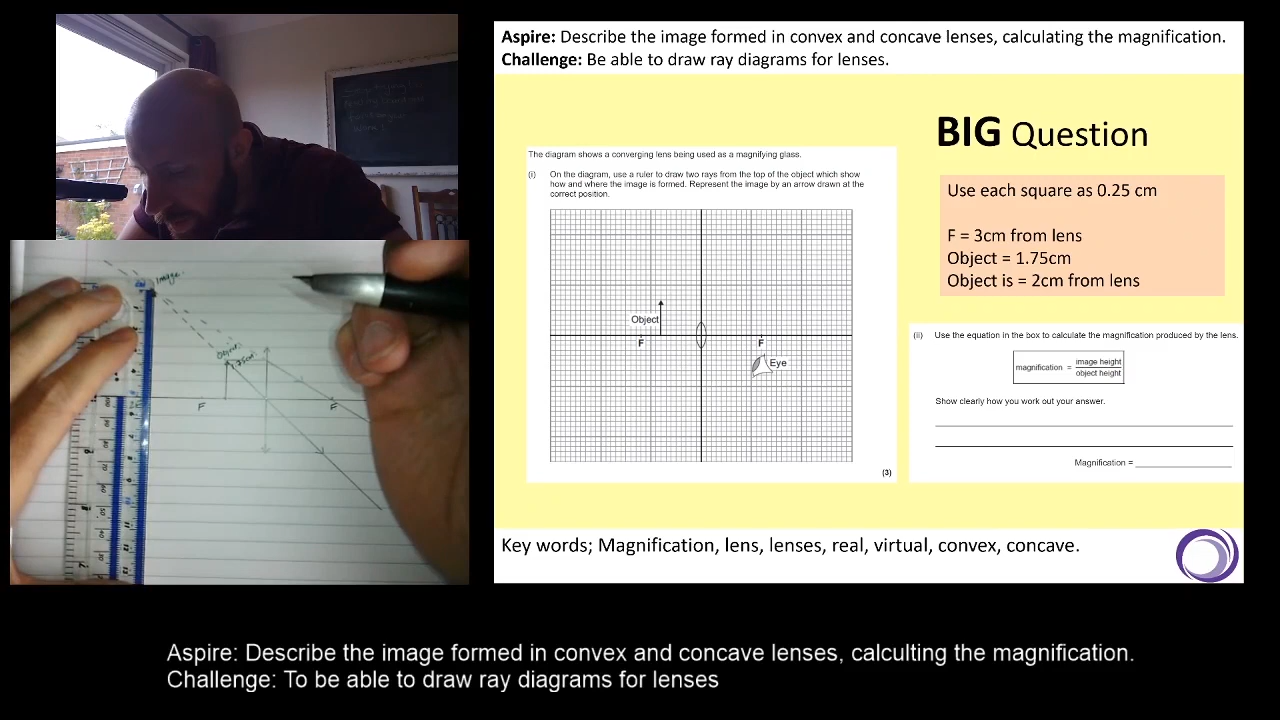 Aspire: Describe the image formed in convex and concave lenses, calculating the magnification.
Challenge: Be able to draw ray diagrams for lenses.
BIG Question
The diagram shows a converging lens being used as a magnifying glass.
(i) On the diagram, use a ruler to draw two rays from the top of the object which show
how and where the image is formed. Represent the image by an arrow drawn at the
correct position.
Object
F
F
Eye
(3)
Use each square as 0.25 cm
F = 3cm from lens
Object = 1.75cm
Object is = 2cm from lens
(ii) Use the equation in the box to calculate the magnification produced by the lens.
magnification = image height
object height
Show clearly how you work out your answer.
Magnification =
image
Object
1.75cm
F
F
Key words; Magnification, lens, lenses, real, virtual, convex, concave.
Aspire: Describe the image formed in convex and concave lenses, calculting the magnification.
Challenge: To be able to draw ray diagrams for lenses